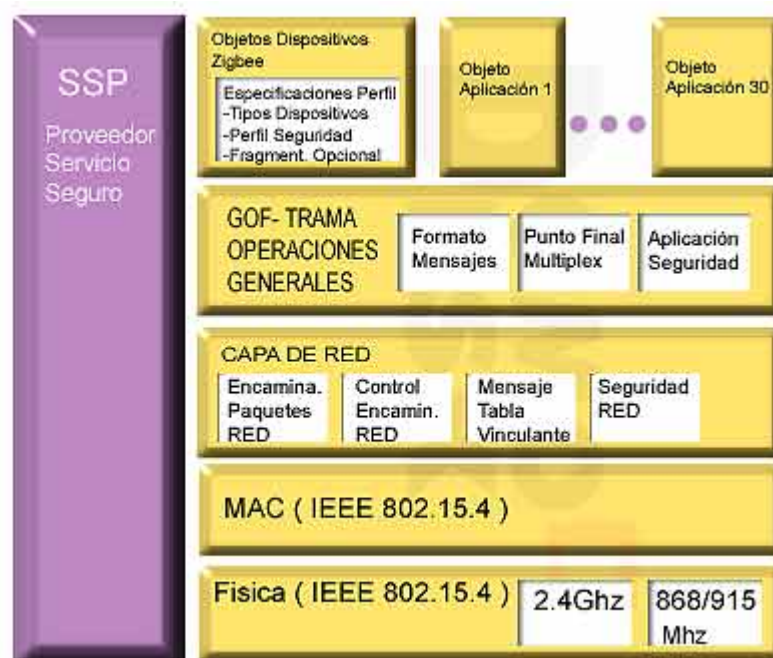 SSP
Proveedor
Servicio
Seguro
Objetos Dispositivos
Zigbee
Especificaciones Perfil
-Tipos Dispositivos
-Perfil Seguridad
-Fragment. Opcional
Objeto
Aplicación 1
Objeto
Aplicación 30
GOF- TRAMA
OPERACIONES
GENERALES
Formato
Mensajes
Punto Final
Multiplex
Aplicación
Seguridad
CAPA DE RED
Encamina.
Paquetes
RED
Control
Encamin.
RED
Mensaje
Tabla
Vinculante
Seguridad
RED
MAC ( IEEE 802.15.4 )
Fisica ( IEEE 802.15.4 )
2.4Ghz
868/915
Mhz